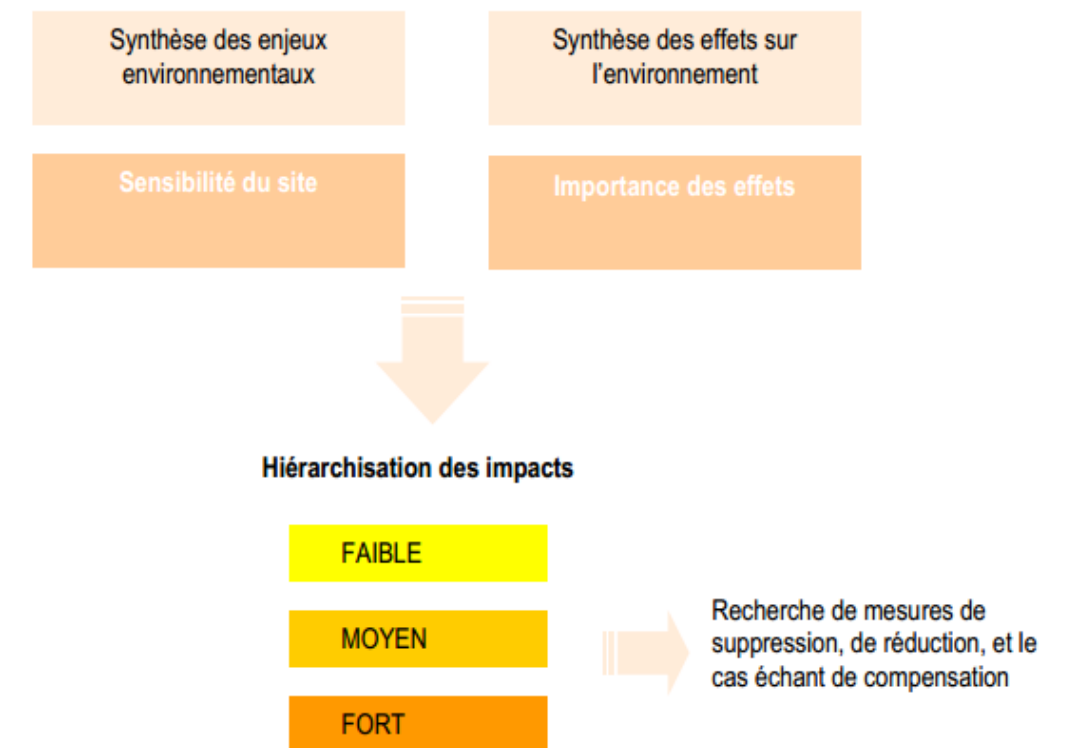 Synthèse des enjeux
environnementaux
Synthèse des effets sur
l'environnement
Sensibilité du site
Importance des effets
Hiérarchisation des impacts
FAIBLE
MOYEN
FORT
Recherche de mesures de
suppression, de réduction, et le
cas échant de compensation